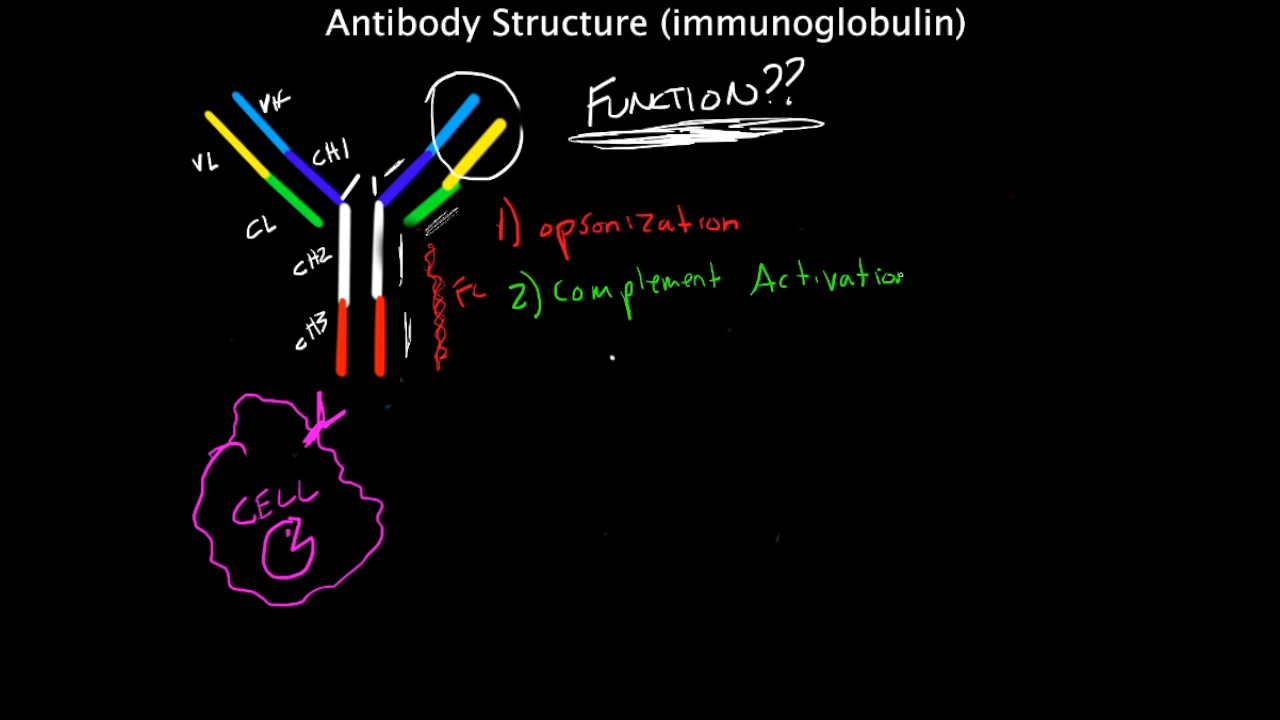 Antibody Structure (immunoglobulin)
FUNCTION??
VH
VL
CH1
CL
CH2
CH3
FC
1) opsonization
2) complement Activation
CELL